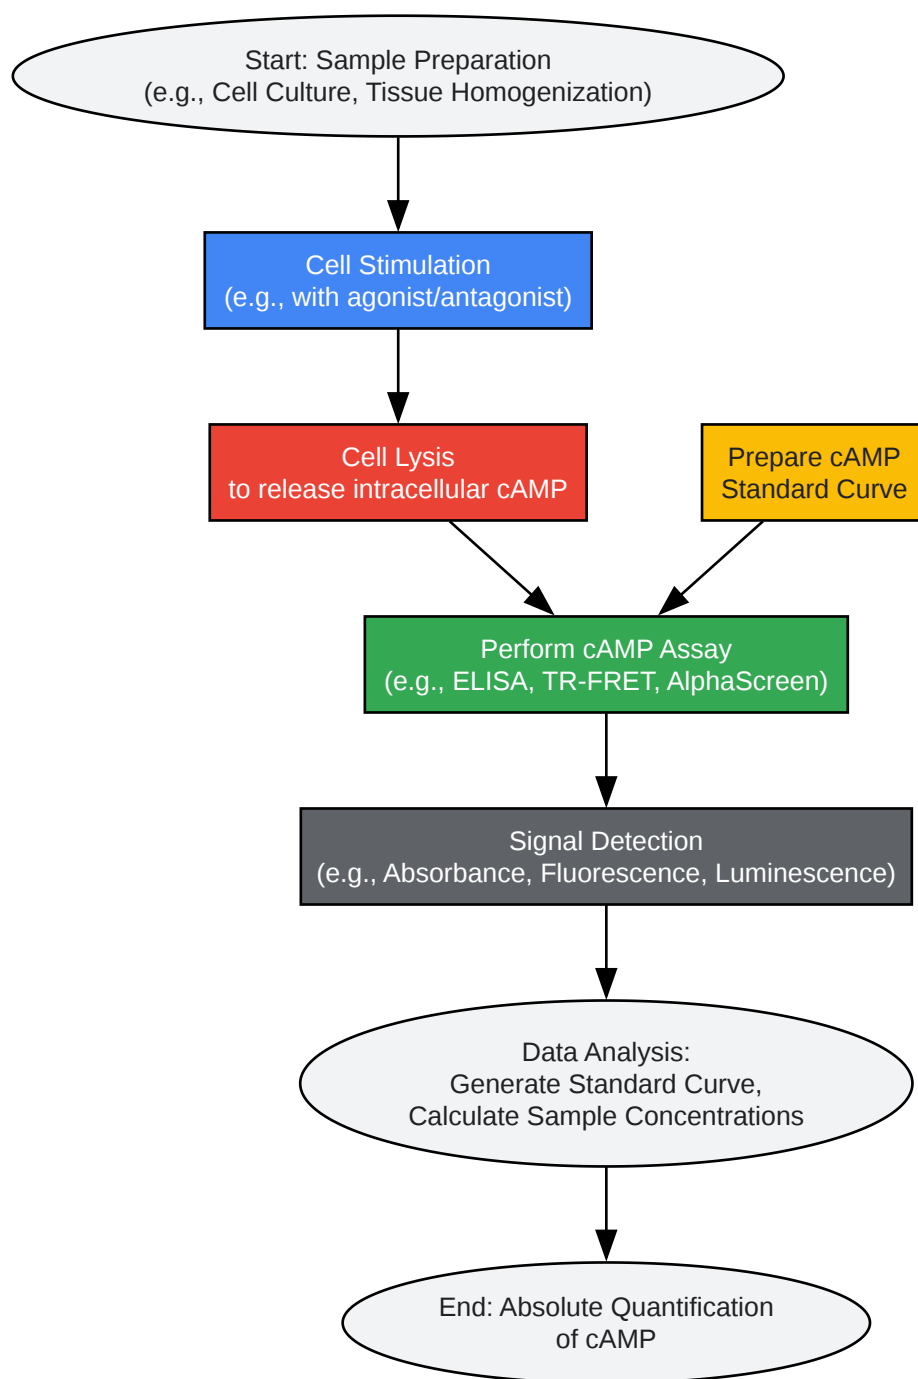 Start: Sample Preparation
(e.g., Cell Culture, Tissue Homogenization)
Cell Stimulation
(e.g., with agonist/antagonist)
Cell Lysis
to release intracellular cAMP
Prepare cAMP
Standard Curve
Perform cAMP Assay
(e.g., ELISA, TR-FRET, AlphaScreen)
Signal Detection
(e.g., Absorbance, Fluorescence, Luminescence)
Data Analysis:
Generate Standard Curve,
Calculate Sample Concentrations
End: Absolute Quantification
of cAMP